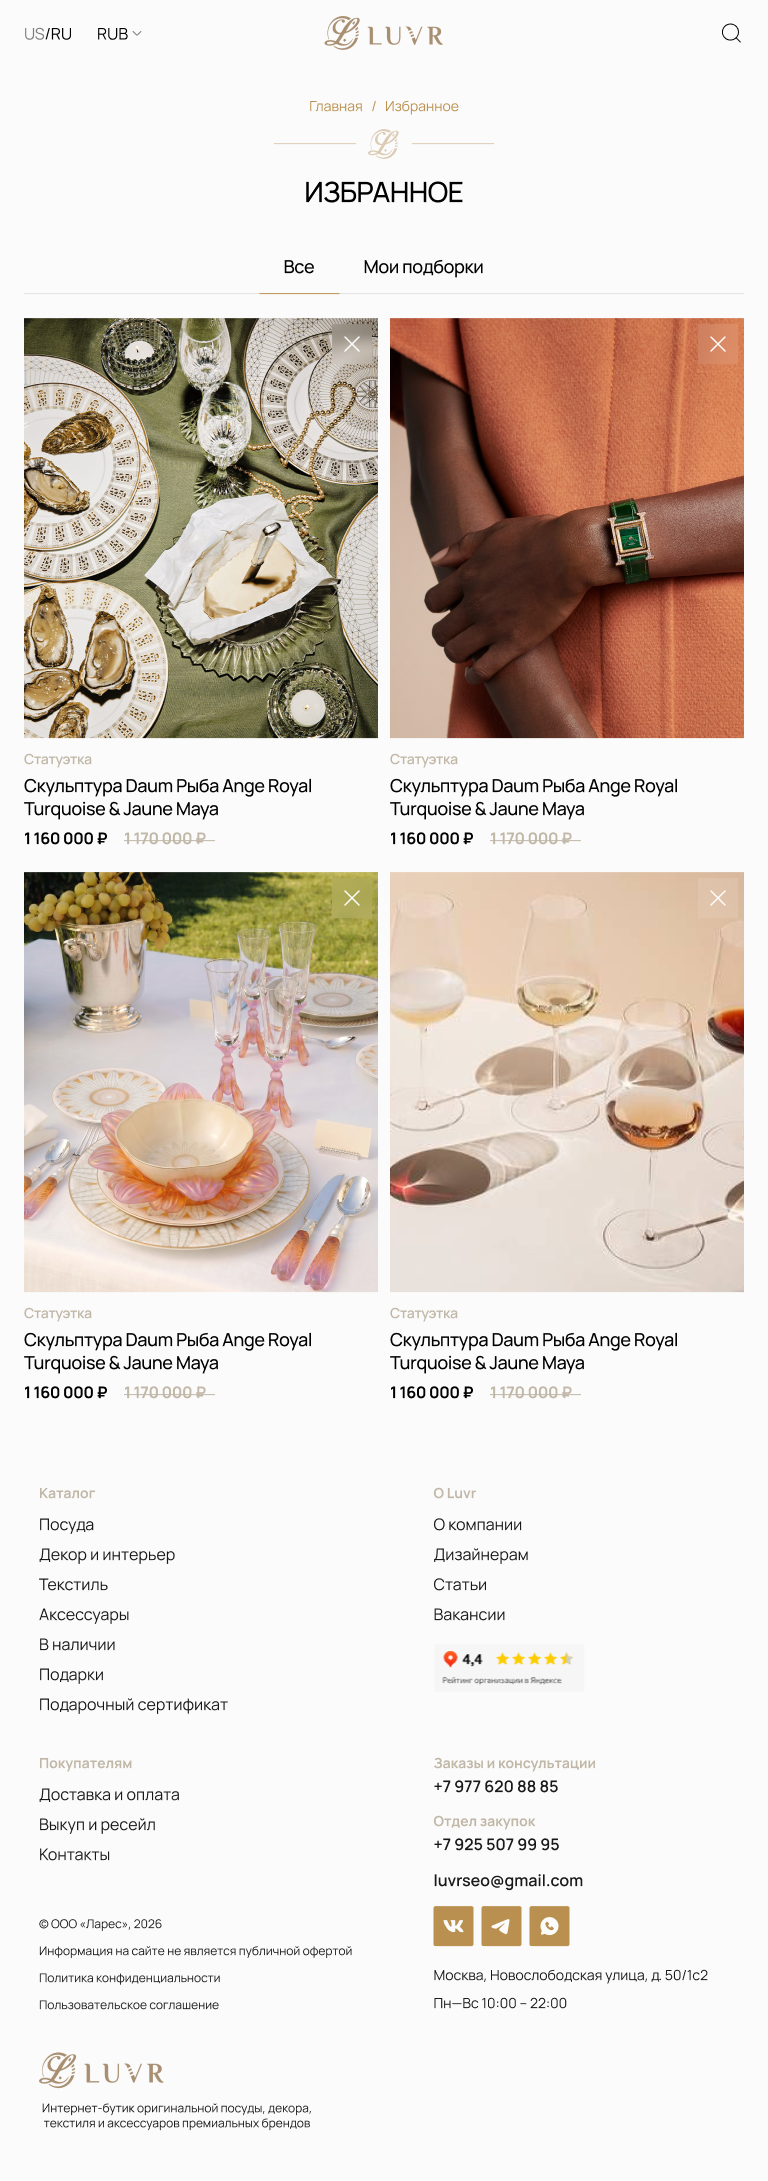 US/RU RUB
LUVR
Главная / Избранное
ИЗБРАННОЕ
Все Мои подборки
Статуэтка
Скульптура Daum Рыба Ange Royal
Turquoise & Jaune Maya
1 160 000 ₽ 1 170 000 ₽
Статуэтка
Скульптура Daum Рыба Ange Royal
Turquoise & Jaune Maya
1 160 000 ₽ 1 170 000 ₽
Статуэтка
Скульптура Daum Рыба Ange Royal
Turquoise & Jaune Maya
1 160 000 ₽ 1 170 000 ₽
Статуэтка
Скульптура Daum Рыба Ange Royal
Turquoise & Jaune Maya
1 160 000 ₽ 1 170 000 ₽
Каталог
Посуда
Декор и интерьер
Текстиль
Аксессуары
В наличии
Подарки
Подарочный сертификат
О Luvr
О компании
Дизайнерам
Статьи
Вакансии
4,4
Рейтинг организации в Яндексе
Покупателям
Доставка и оплата
Выкуп и ресейл
Контакты
Заказы и консультации
+7 977 620 88 85
Отдел закупок
+7 925 507 99 95
luvrseo@gmail.com
Москва, Новослободская улица, д. 50/1с2
Пн—Вс 10:00 – 22:00
© ООО «Ларес», 2026
Информация на сайте не является публичной офертой
Политика конфиденциальности
Пользовательское соглашение
LUVR
Интернет-бутик оригинальной посуды, декора,
текстиля и аксессуаров премиальных брендов